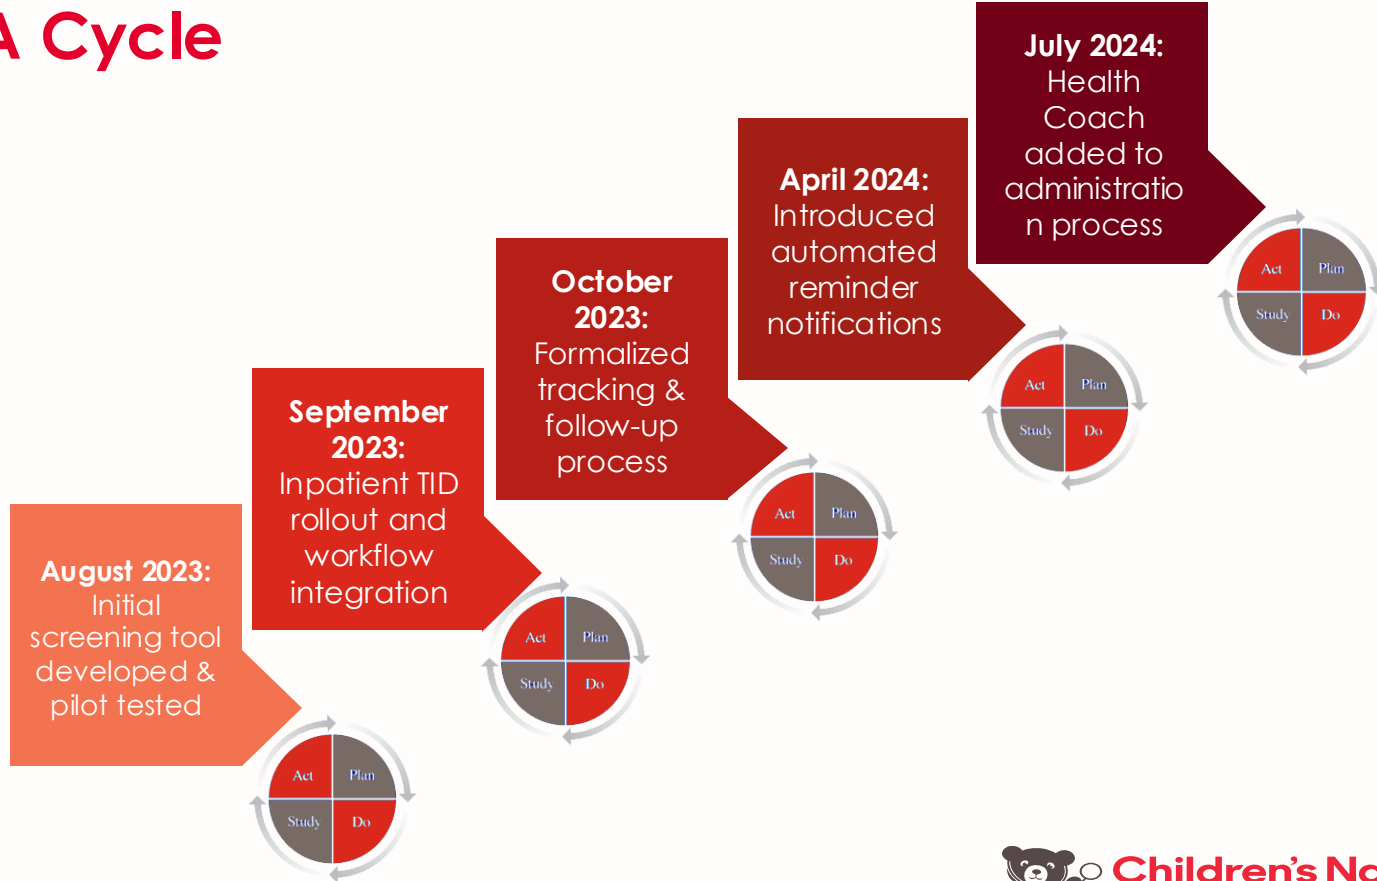 A Cycle
July 2024:
Health
Coach
added to
administratio
n process
April 2024:
Introduced
automated
reminder
notifications
October
2023:
Formalized
tracking &
follow-up
process
September
2023:
Inpatient TID
rollout and
workflow
integration
August 2023:
Initial
screening tool
developed &
pilot tested
Act Plan
Study Do
Act Plan
Study Do
Act Plan
Study Do
Act Plan
Study Do
Act Plan
Study Do
Children's Na